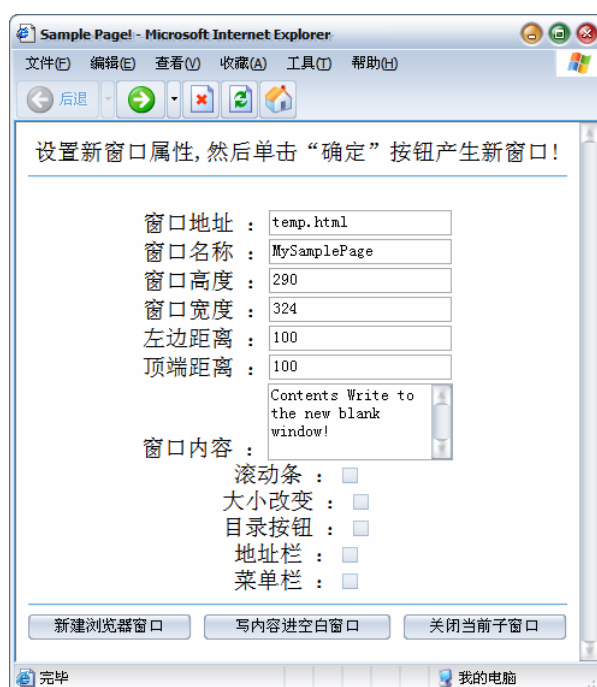 Sample Page! - Microsoft Internet Explorer
文件(F) 编辑(E) 查看(V) 收藏(A) 工具(T) 帮助(H)
后退
设置新窗口属性,然后单击“确定”按钮产生新窗口!
窗口地址 : temp.html
窗口名称 : MySamplePage
窗口高度 : 290
窗口宽度 : 324
左边距离 : 100
顶端距离 : 100
Contents Write to
the new blank
window!
窗口内容 :
滚动条 :
大小改变 :
目录按钮 :
地址栏 :
菜单栏 :
新建浏览器窗口 写内容进空白窗口 关闭当前子窗口
完毕 我的电脑